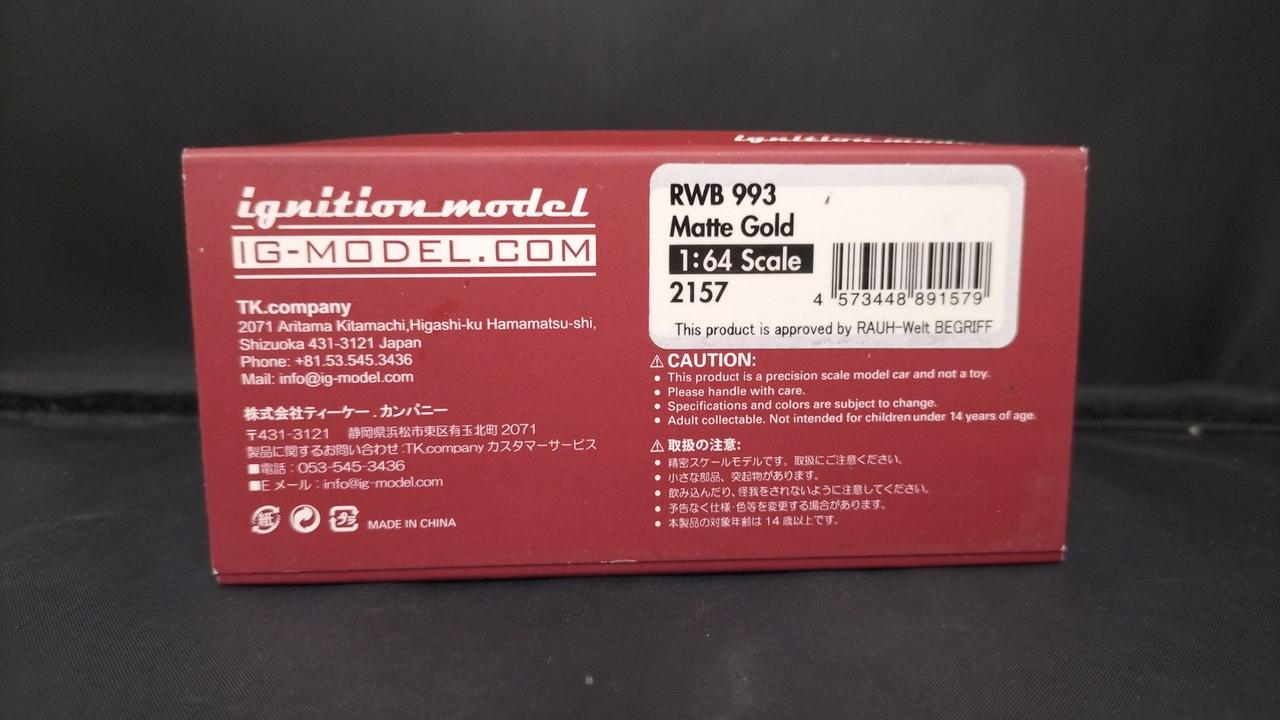 ignition model
ignition model
IG-MODEL.COM
TK.company
2071 Aritama Kitamachi,Higashi-ku Hamamatsu-shi,
Shizuoka 431-3121 Japan
Phone: +81.53.545.3436
Mail: info@ig-model.com
株式会社ティーケー.カンパニー
〒431-3121 静岡県浜松市東区有玉北町 2071
製品に関するお問い合わせ:TK.company カスタマーサービス
■電話:053-545-3436
■E メール:info@ig-model.com
紙 プラ MADE IN CHINA
RWB 993
Matte Gold
1:64 Scale
2157
4 573448 891579
This product is approved by RAUH-Welt BEGRIFF
⚠ CAUTION:
• This product is a precision scale model car and not a toy.
• Please handle with care.
• Specifications and colors are subject to change.
• Adult collectable. Not intended for children under 14 years of age.
⚠ 取扱の注意:
• 精密スケールモデルです。取扱にご注意ください。
• 小さな部品、突起物があります。
• 飲み込んだり、怪我をされないように注意してください。
• 予告なく仕様・色等を変更する場合があります。
• 本製品の対象年齢は 14 歳以上です。